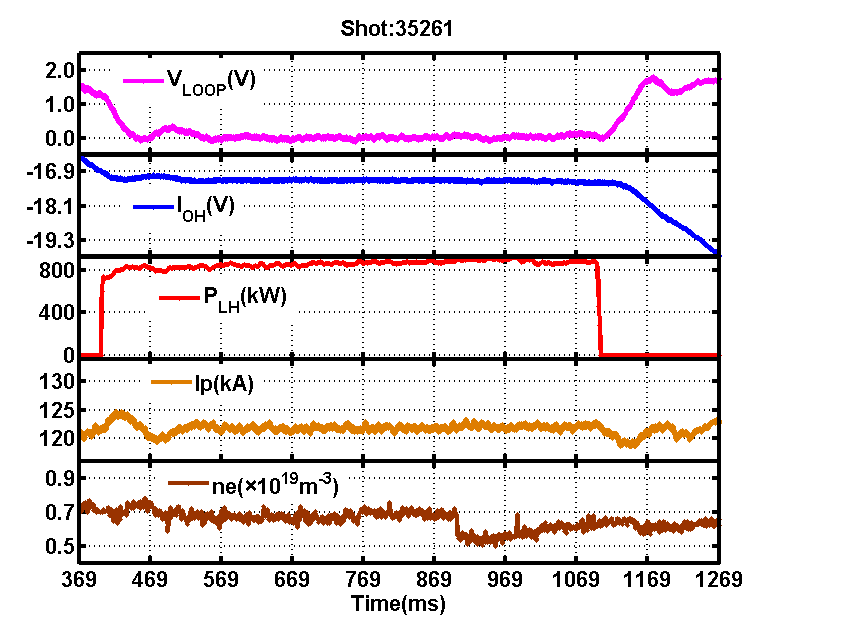 Shot:35261
2.0
1.0
0.0
V_LOOP(V)
-16.9
-18.1
-19.3
I_OH(V)
800
400
0
P_LH(kW)
130
125
120
Ip(kA)
0.9
0.7
0.5
ne(×10^19m^-3)
369 469 569 669 769 869 969 1069 1169 1269
Time(ms)